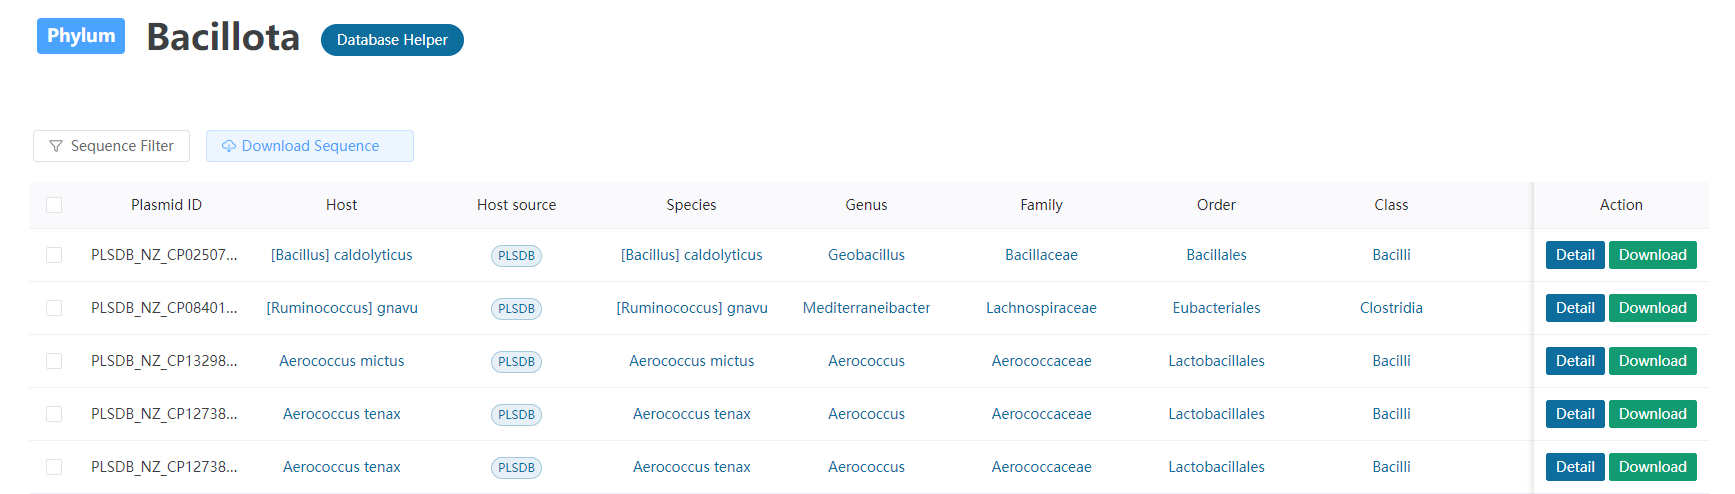 Phylum Bacillota Database Helper
Sequence Filter Download Sequence
Plasmid ID Host Host source Species Genus Family Order Class Action
PLSDB_NZ_CP02507... [Bacillus] caldolyticus PLSDB [Bacillus] caldolyticus Geobacillus Bacillaceae Bacillales Bacilli Detail Download
PLSDB_NZ_CP08401... [Ruminococcus] gnavu PLSDB [Ruminococcus] gnavu Mediterraneibacter Lachnospiraceae Eubacteriales Clostridia Detail Download
PLSDB_NZ_CP13298... Aerococcus mictus PLSDB Aerococcus mictus Aerococcus Aerococcaceae Lactobacillales Bacilli Detail Download
PLSDB_NZ_CP12738... Aerococcus tenax PLSDB Aerococcus tenax Aerococcus Aerococcaceae Lactobacillales Bacilli Detail Download
PLSDB_NZ_CP12738... Aerococcus tenax PLSDB Aerococcus tenax Aerococcus Aerococcaceae Lactobacillales Bacilli Detail Download